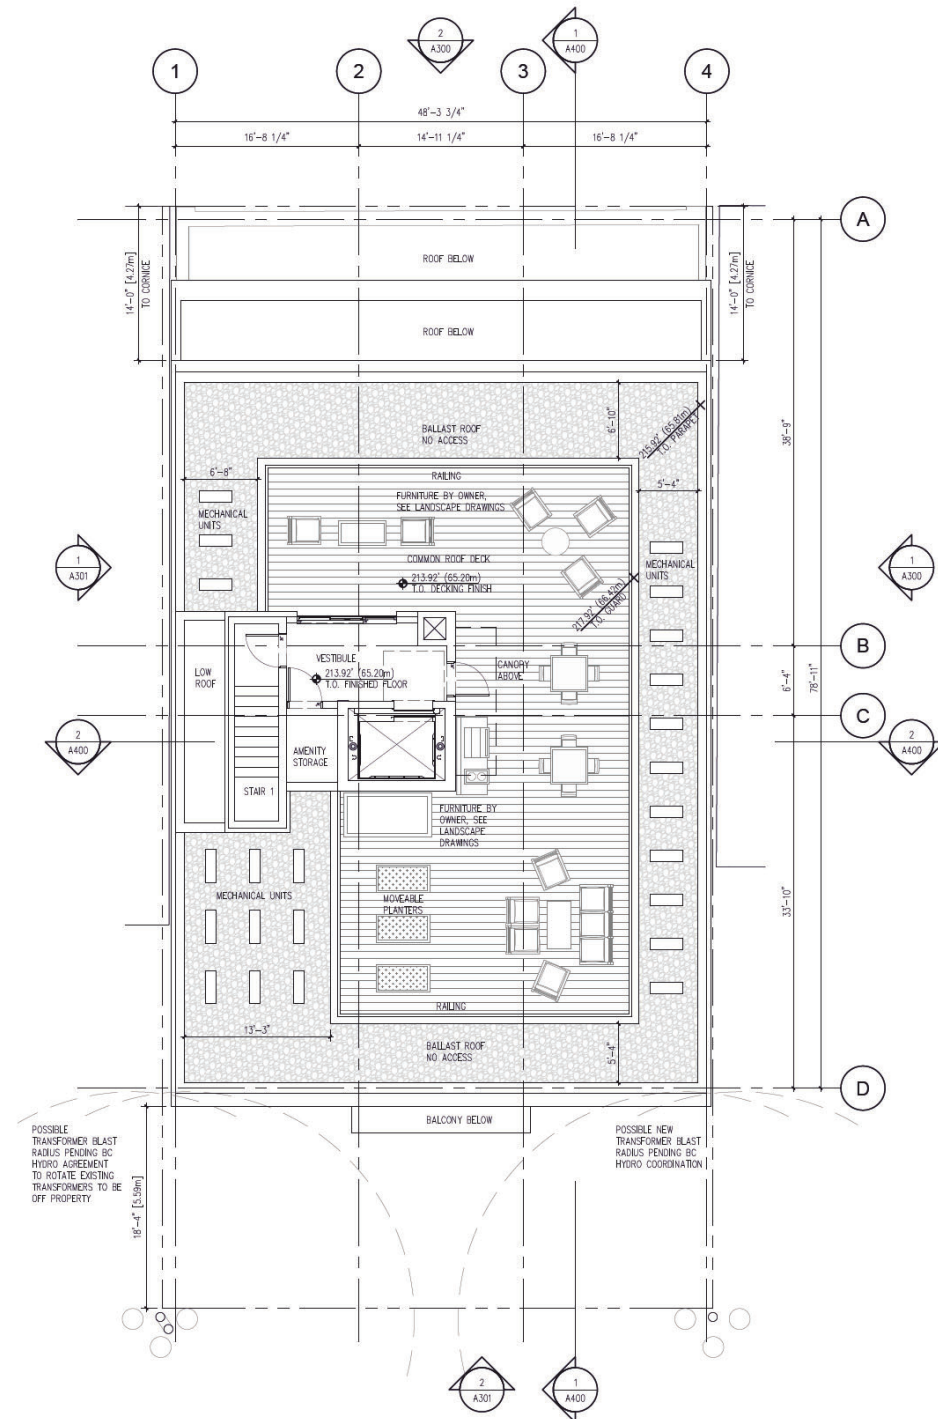 2
A300
1
A400
1
2
3
4
48'-3 3/4"
16'-8 1/4"
14'-11 1/4"
16'-8 1/4"
A
14'-0" [4.27m]
TO CORNICE
ROOF BELOW
14'-0" [4.27m]
TO CORNICE
ROOF BELOW
38'-9"
BALLAST ROOF
NO ACCESS
6'-10"
215.92' (65.81m)
T.O. PARAPET
6'-8"
RAILING
5'-4"
FURNITURE BY OWNER,
SEE LANDSCAPE DRAWINGS
MECHANICAL
UNITS
COMMON ROOF DECK
213.92' (65.20m)
T.O. DECKING FINISH
MECHANICAL
UNITS
217.92' (66.42m)
T.O. GUARD
1
A301
1
A300
B
VESTIBULE
213.92' (65.20m)
T.O. FINISHED FLOOR
CANOPY
ABOVE
LOW
ROOF
6'-4"
78'-11"
C
2
A400
2
A400
AMENITY
STORAGE
STAIR 1
FURNITURE BY
OWNER, SEE
LANDSCAPE
DRAWINGS
MECHANICAL UNITS
MOVEABLE
PLANTERS
33'-10"
RAILING
13'-3"
BALLAST ROOF
NO ACCESS
5'-4"
D
BALCONY BELOW
POSSIBLE
TRANSFORMER BLAST
RADIUS PENDING BC
HYDRO AGREEMENT
TO ROTATE EXISTING
TRANSFORMERS TO BE
OFF PROPERTY
18'-4" [5.59m]
POSSIBLE NEW
TRANSFORMER BLAST
RADIUS PENDING BC
HYDRO COORDINATION
2
A301
1
A400